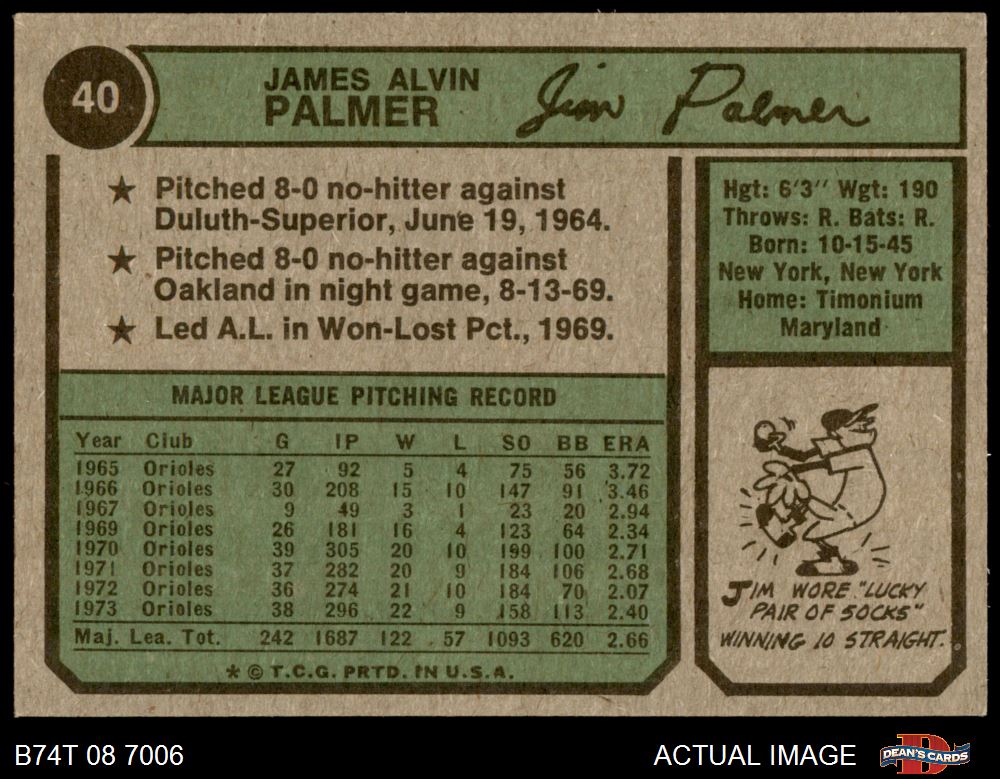 40
JAMES ALVIN
PALMER
Jim Palmer
★ Pitched 8-0 no-hitter against
Duluth-Superior, June 19, 1964.
★ Pitched 8-0 no-hitter against
Oakland in night game, 8-13-69.
★ Led A.L. in Won-Lost Pct., 1969.
Hgt: 6'3" Wgt: 190
Throws: R. Bats: R.
Born: 10-15-45
New York, New York
Home: Timonium
Maryland
MAJOR LEAGUE PITCHING RECORD
Year Club G IP W L SO BB ERA
1965 Orioles 27 92 5 4 75 56 3.72
1966 Orioles 30 208 15 10 147 91 3.46
1967 Orioles 9 49 3 1 23 20 2.94
1969 Orioles 26 181 16 4 123 64 2.34
1970 Orioles 39 305 20 10 199 100 2.71
1971 Orioles 37 282 20 9 184 106 2.68
1972 Orioles 36 274 21 10 184 70 2.07
1973 Orioles 38 296 22 9 158 113 2.40
Maj. Lea. Tot. 242 1687 122 57 1093 620 2.66
* © T.C.G. PRTD. IN U.S.A.
JIM WORE "LUCKY
PAIR OF SOCKS"
WINNING 10 STRAIGHT.
B74T 08 7006
ACTUAL IMAGE
D
DEAN'S CARDS